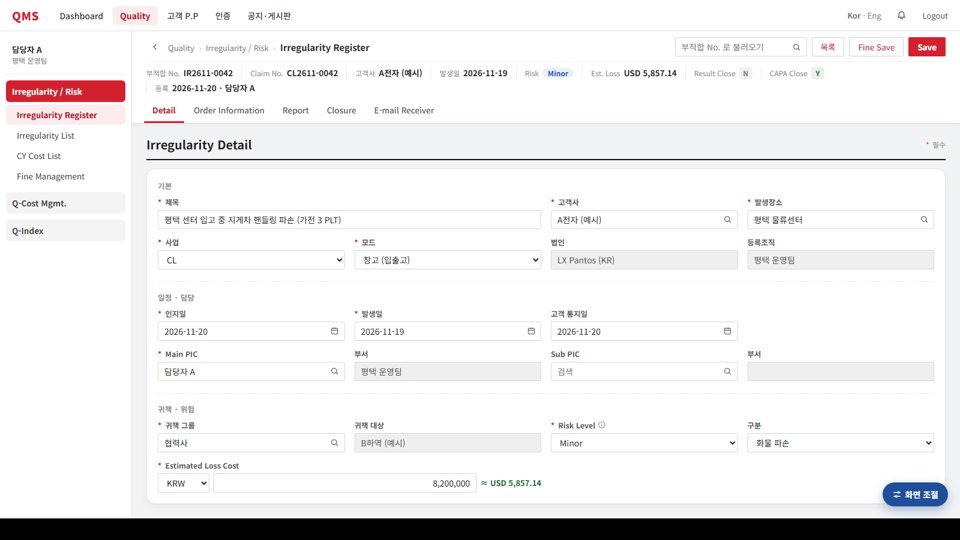 QMS Dashboard Quality 고객 P.P 인증 공지·게시판 Kor · Eng Logout
담당자 A
평택 운영팀
Irregularity / Risk
Irregularity Register
Irregularity List
CY Cost List
Fine Management
Q-Cost Mgmt.
Q-Index
Quality › Irregularity / Risk › Irregularity Register 부적합 No. 로 불러오기 목록 Fine Save Save
부적합 No. IR2611-0042 Claim No. CL2611-0042 고객사 A전자 (예시) 발생일 2026-11-19 Risk Minor Est. Loss USD 5,857.14 Result Close N CAPA Close Y
등록 2026-11-20 · 담당자 A
Detail Order Information Report Closure E-mail Receiver
Irregularity Detail * 필수
기본
* 제목 * 고객사 * 발생장소
평택 센터 입고 중 지게차 핸들링 파손 (가전 3 PLT) A전자 (예시) 평택 물류센터
* 사업 * 모드 법인 등록조직
CL 창고 (입출고) LX Pantos (KR) 평택 운영팀
일정 · 담당
* 인지일 * 발생일 고객 통지일
2026-11-20 2026-11-19 2026-11-20
* Main PIC 부서 Sub PIC 부서
담당자 A 평택 운영팀 검색
귀책 · 위험
* 귀책 그룹 귀책 대상 * Risk Level 구분
협력사 B하역 (예시) Minor 화물 파손
* Estimated Loss Cost
KRW 8,200,000 ≈ USD 5,857.14
화면 조절